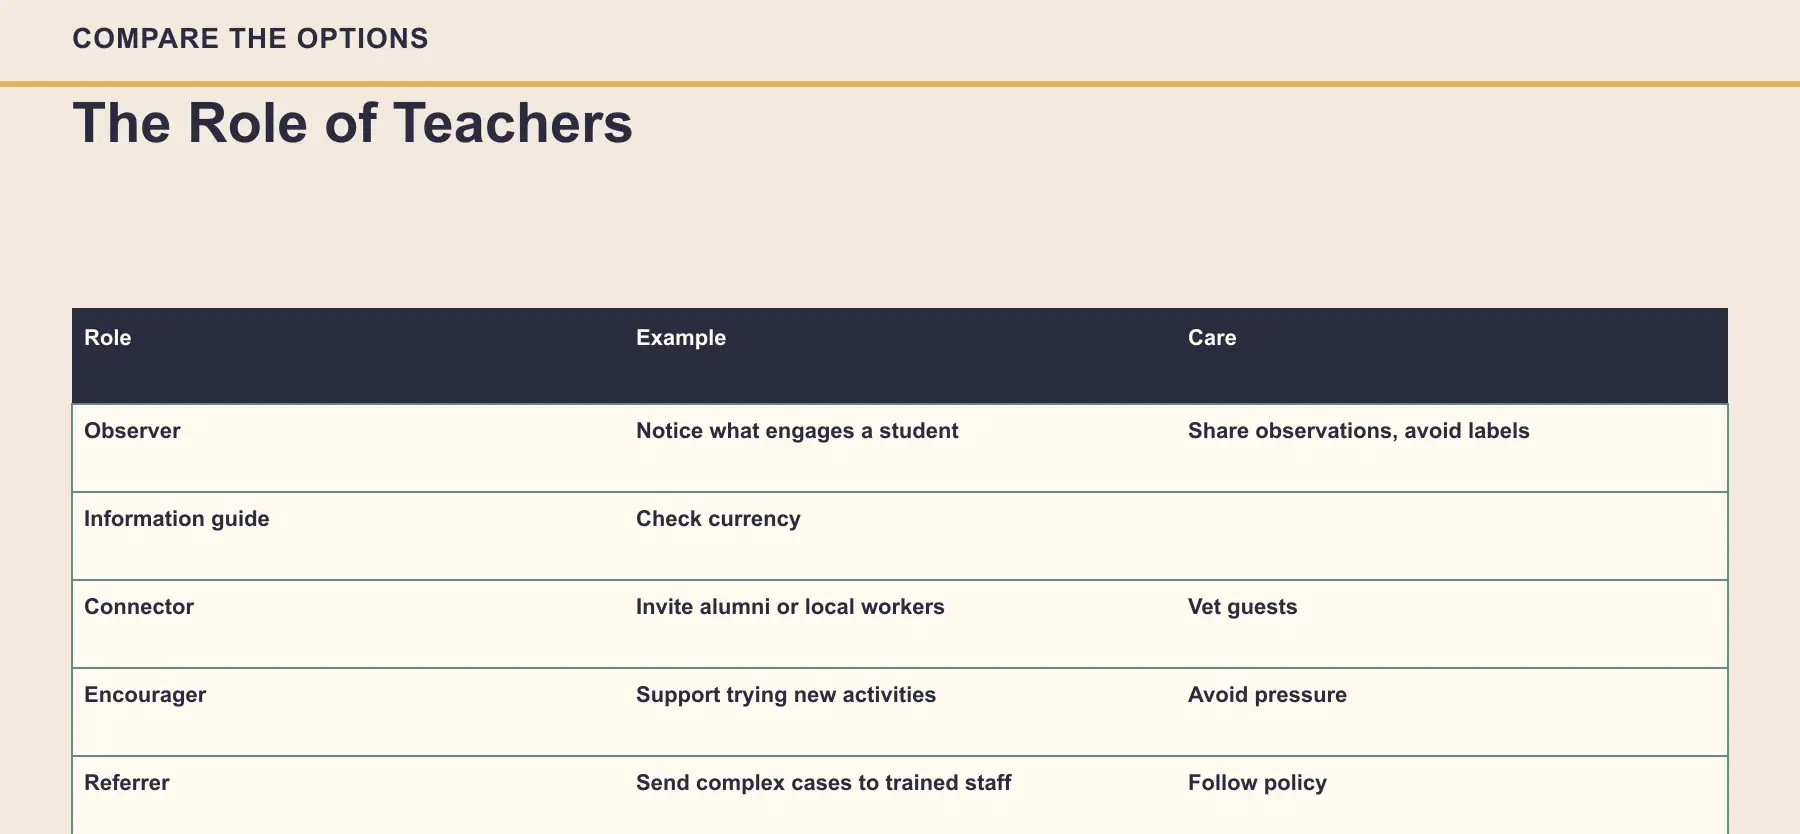 COMPARE THE OPTIONS
The Role of Teachers
Role Example Care
Observer Notice what engages a student Share observations, avoid labels
Information guide Check currency
Connector Invite alumni or local workers Vet guests
Encourager Support trying new activities Avoid pressure
Referrer Send complex cases to trained staff Follow policy